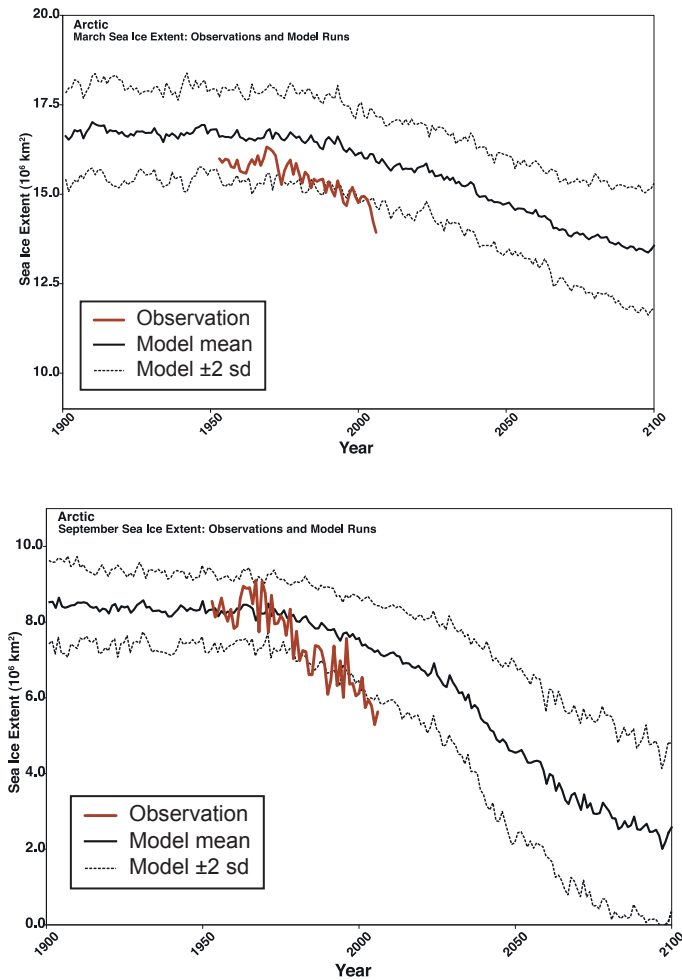 Arctic
March Sea Ice Extent: Observations and Model Runs
20.0
17.5
15.0
12.5
10.0
Sea Ice Extent (10⁶ km²)
Observation
Model mean
Model ±2 sd
1900
1950
2000
2050
2100
Year
Arctic
September Sea Ice Extent: Observations and Model Runs
10.0
8.0
6.0
4.0
2.0
0.0
Sea Ice Extent (10⁶ km²)
Observation
Model mean
Model ±2 sd
1900
1950
2000
2050
2100
Year